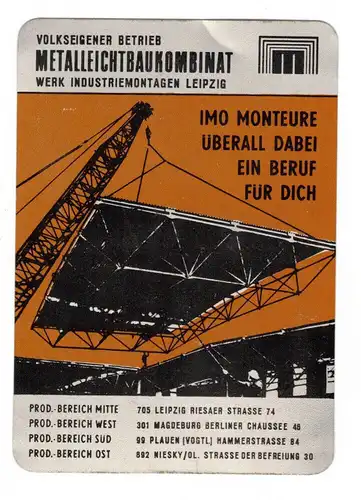 VOLKSEIGENER BETRIEB
METALLEICHTBAUKOMBINAT
WERK INDUSTRIEMONTAGEN LEIPZIG
IMO MONTEURE
ÜBERALL DABEI
EIN BERUF
FÜR DICH
PROD.-BEREICH MITTE 705 LEIPZIG RIESAER STRASSE 74
PROD.-BEREICH WEST 301 MAGDEBURG BERLINER CHAUSSEE 46
PROD.-BEREICH SÜD 99 PLAUEN (VOGTL) HAMMERSTRASSE 84
PROD.-BEREICH OST 892 NIESKY/OL. STRASSE DER BEFREIUNG 30